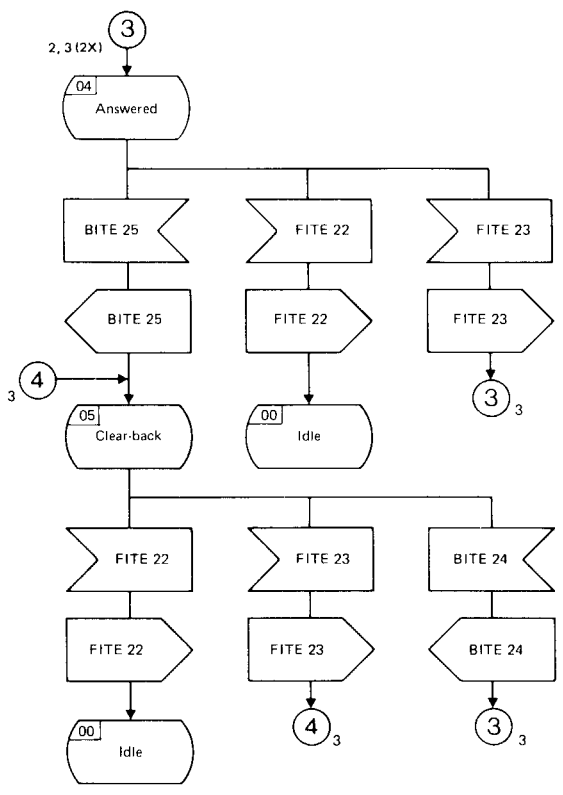 3
2, 3 (2X)
04
Answered
BITE 25
FITE 22
FITE 23
BITE 25
FITE 22
FITE 23
4
3
3
3
05
Clear-back
00
Idle
FITE 22
FITE 23
BITE 24
FITE 22
FITE 23
BITE 24
4
3
3
3
00
Idle